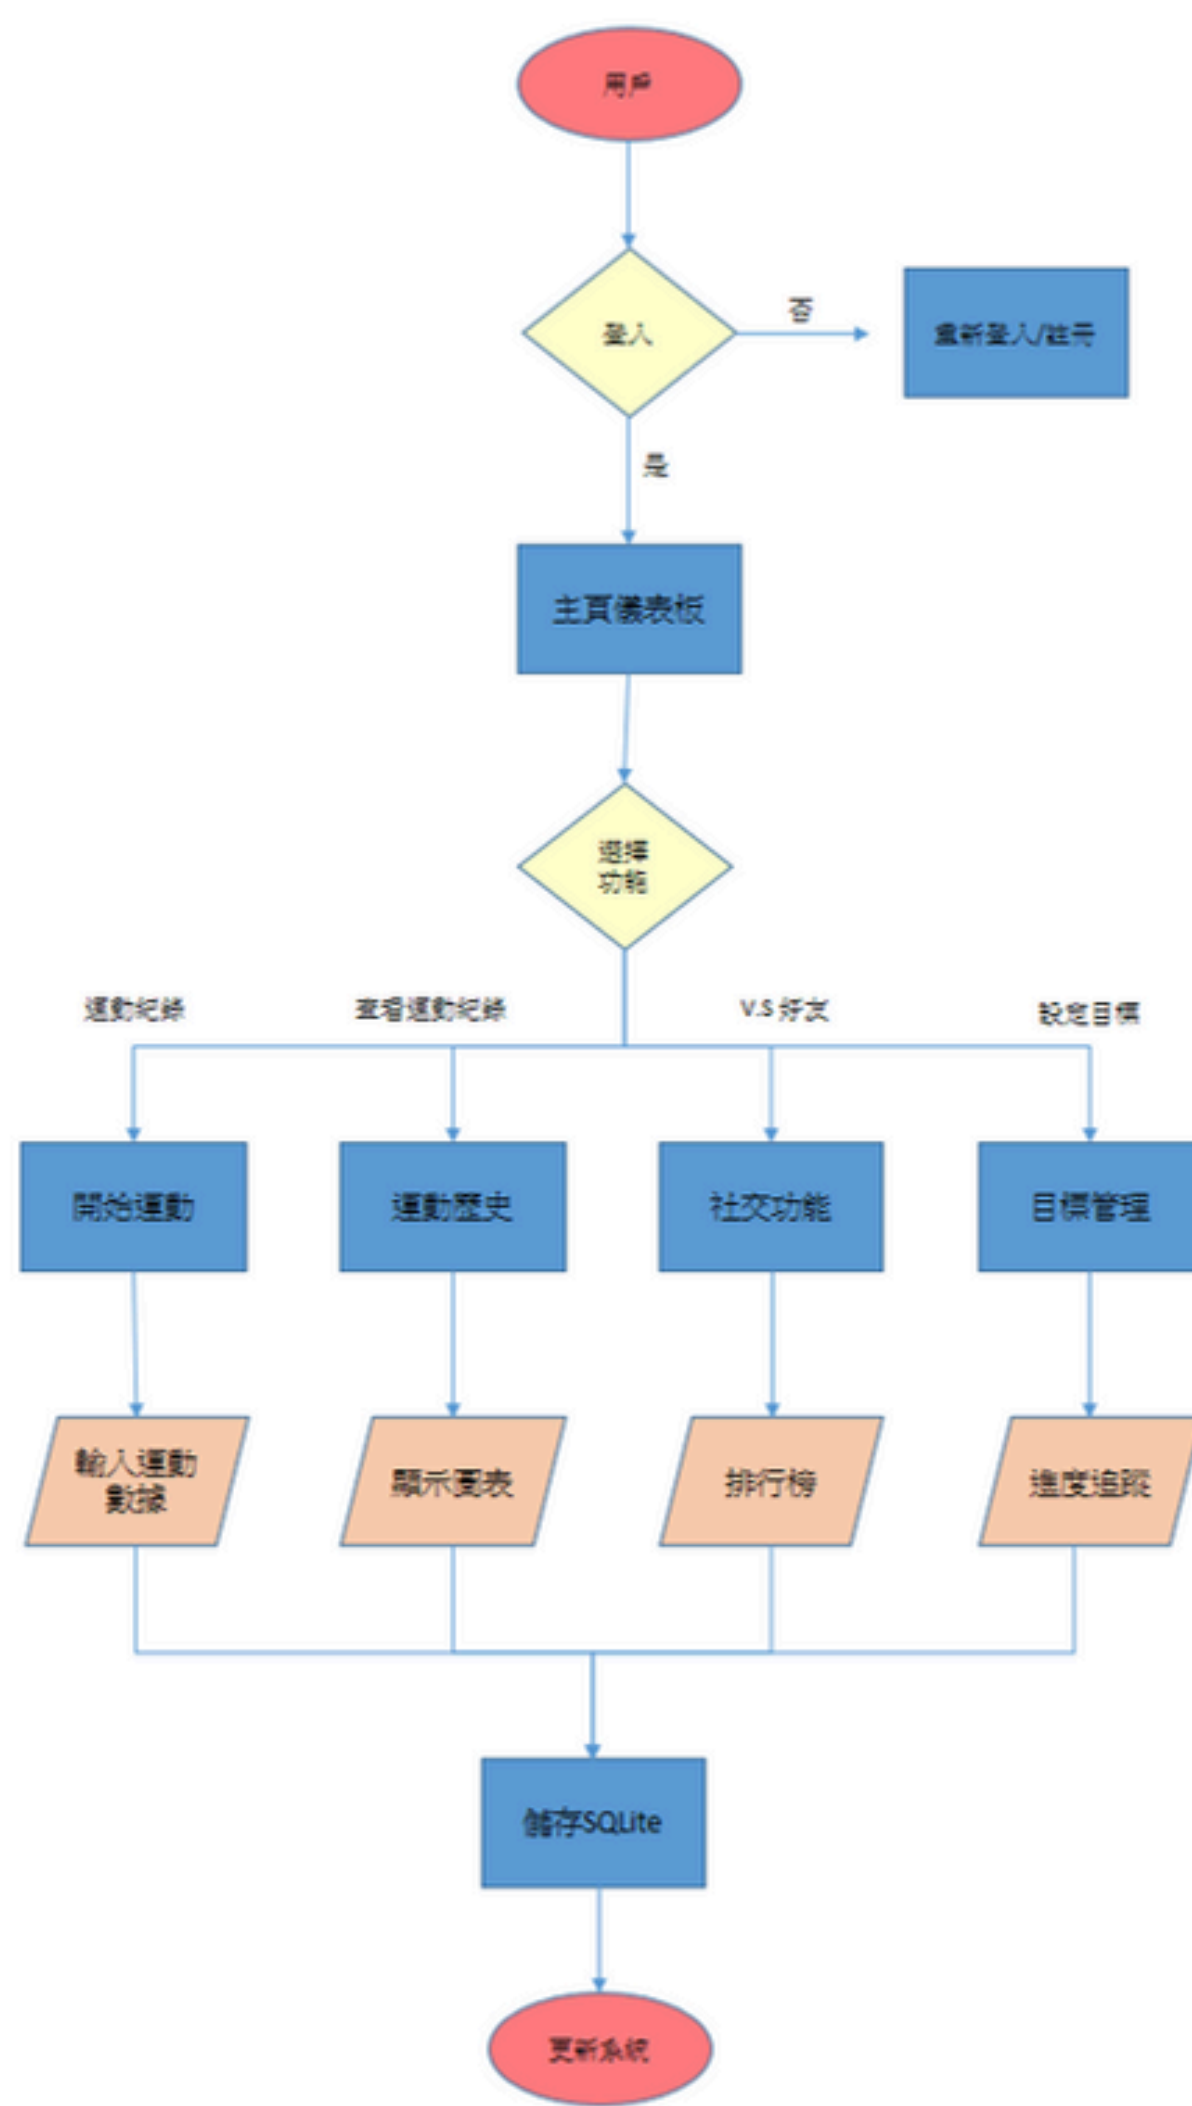 用戶
登入
否
重新登入/註冊
是
主頁儀表板
選擇
功能
運動紀錄
查看運動紀錄
V.S 好友
設定目標
開始運動
運動歷史
社交功能
目標管理
輸入運動
數據
顯示圖表
排行榜
進度追蹤
儲存SQLite
更新系統